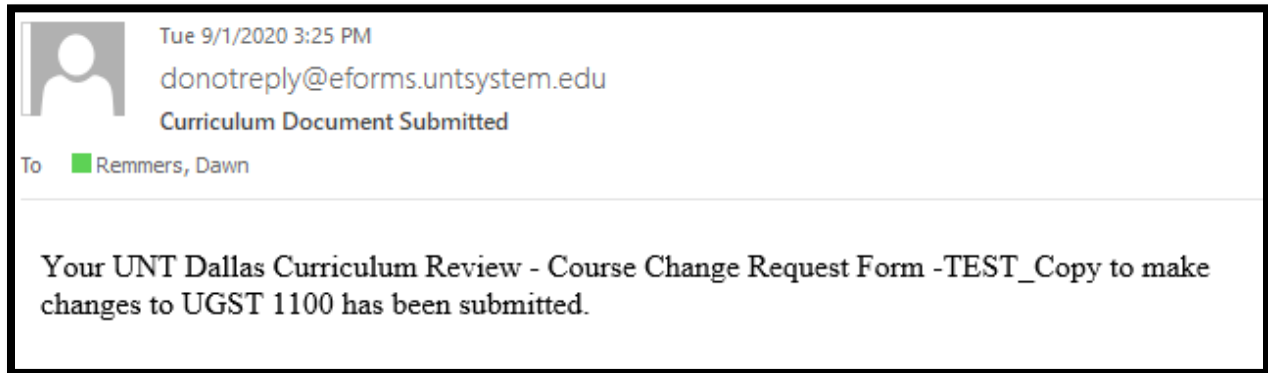 Tue 9/1/2020 3:25 PM
donotreply@eforms.untsystem.edu
Curriculum Document Submitted
To Remmers, Dawn
Your UNT Dallas Curriculum Review - Course Change Request Form -TEST_Copy to make
changes to UGST 1100 has been submitted.